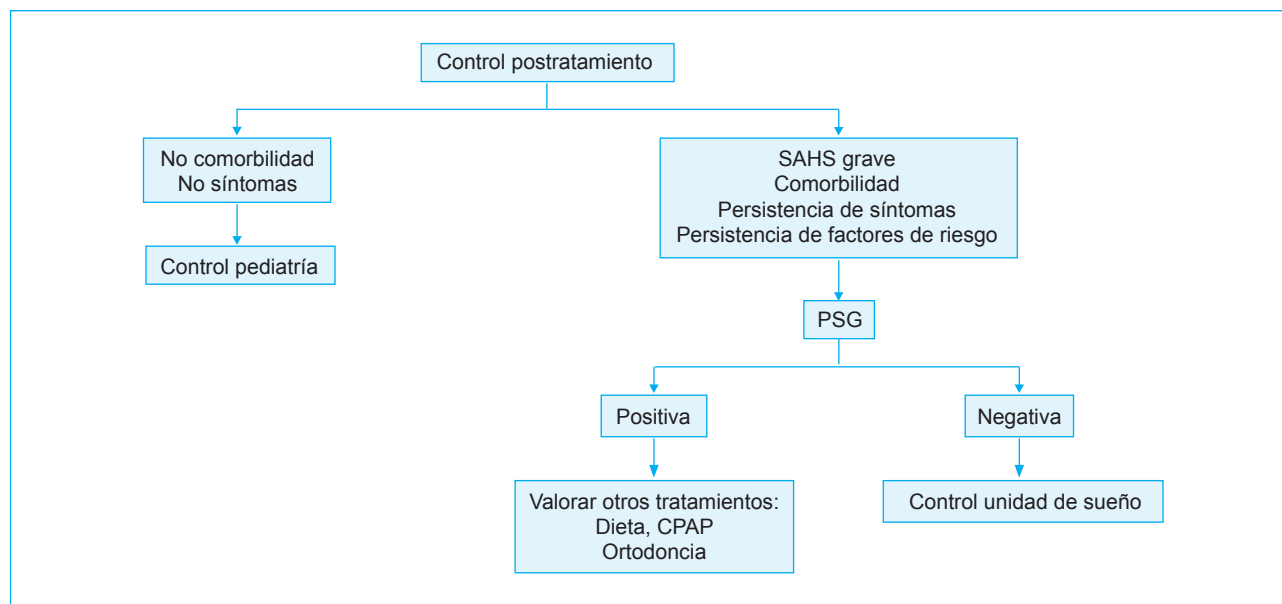 Control postratamiento
No comorbilidad
No síntomas
Control pediatría
SAHS grave
Comorbilidad
Persistencia de síntomas
Persistencia de factores de riesgo
PSG
Positiva
Negativa
Valorar otros tratamientos:
Dieta, CPAP
Ortodoncia
Control unidad de sueño